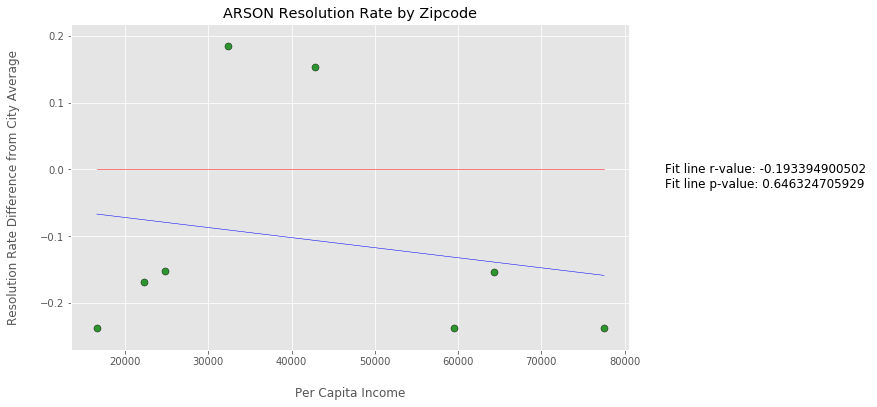 ARSON Resolution Rate by Zipcode
Resolution Rate Difference from City Average
0.2
0.1
0.0
−0.1
−0.2
20000
30000
40000
50000
60000
70000
80000
Per Capita Income
Fit line r-value: -0.193394900502
Fit line p-value: 0.646324705929